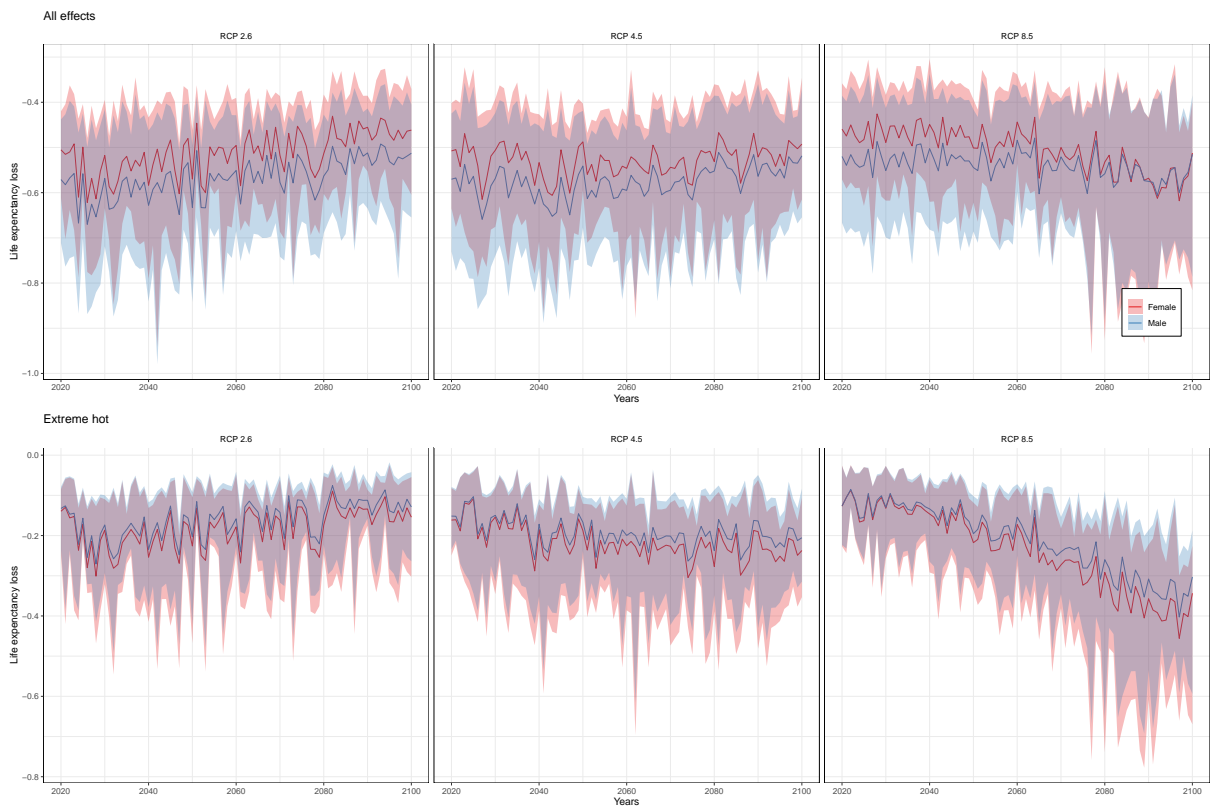 All effects
RCP 2.6 RCP 4.5 RCP 8.5
Life expenctancy loss
−0.4
−0.6
−0.8
−1.0
2020 2040 2060 2080 2100 2020 2040 2060 2080 2100 2020 2040 2060 2080 2100
Years
Female
Male
Extreme hot
RCP 2.6 RCP 4.5 RCP 8.5
Life expendancy loss
0.0
−0.2
−0.4
−0.6
−0.8
2020 2040 2060 2080 2100 2020 2040 2060 2080 2100 2020 2040 2060 2080 2100
Years